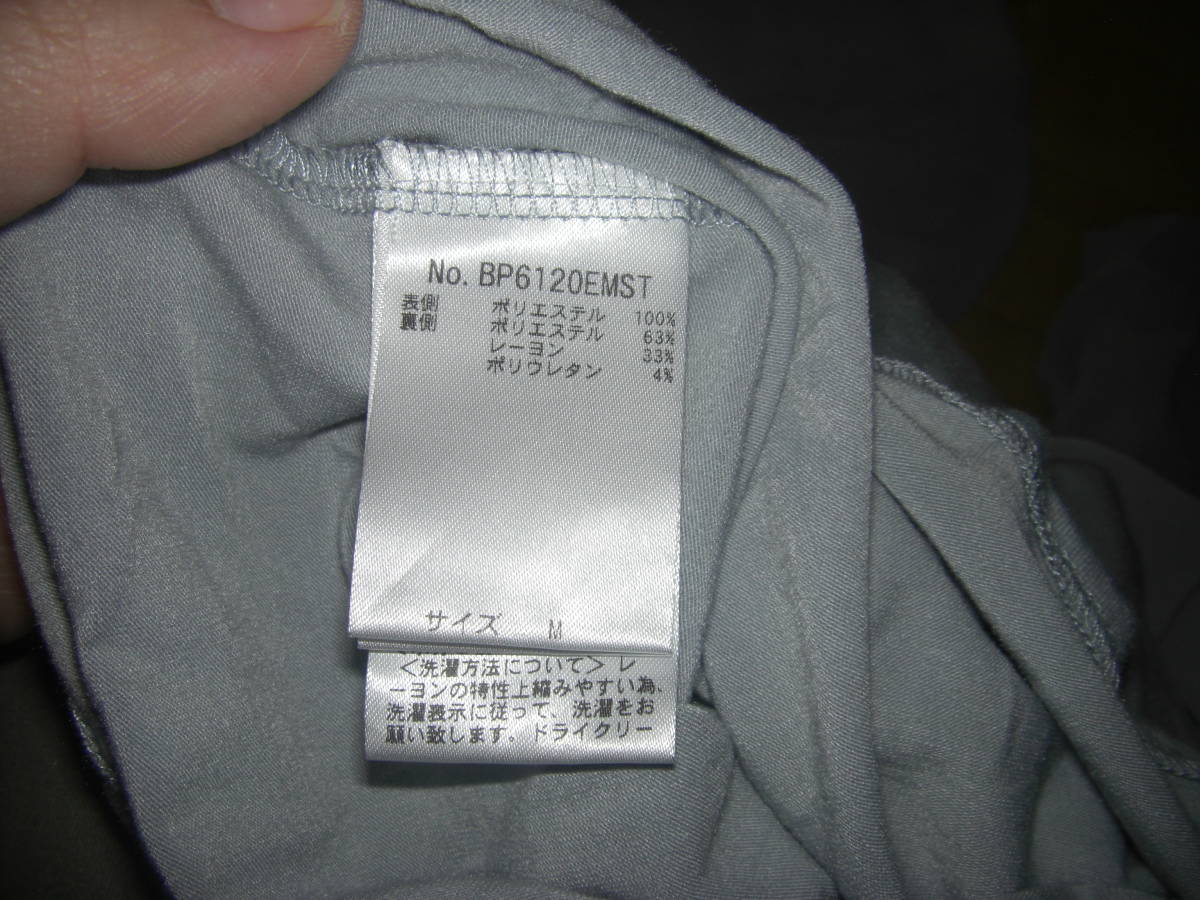 No. BP6120EMST
表側 ポリエステル 100%
裏側 ポリエステル 63%
レーヨン 33%
ポリウレタン 4%
サイズ M
<洗濯方法について> レ
ーヨンの特性上縮みやすい為、
洗濯表示に従って、洗濯をお
願い致します。ドライクリー